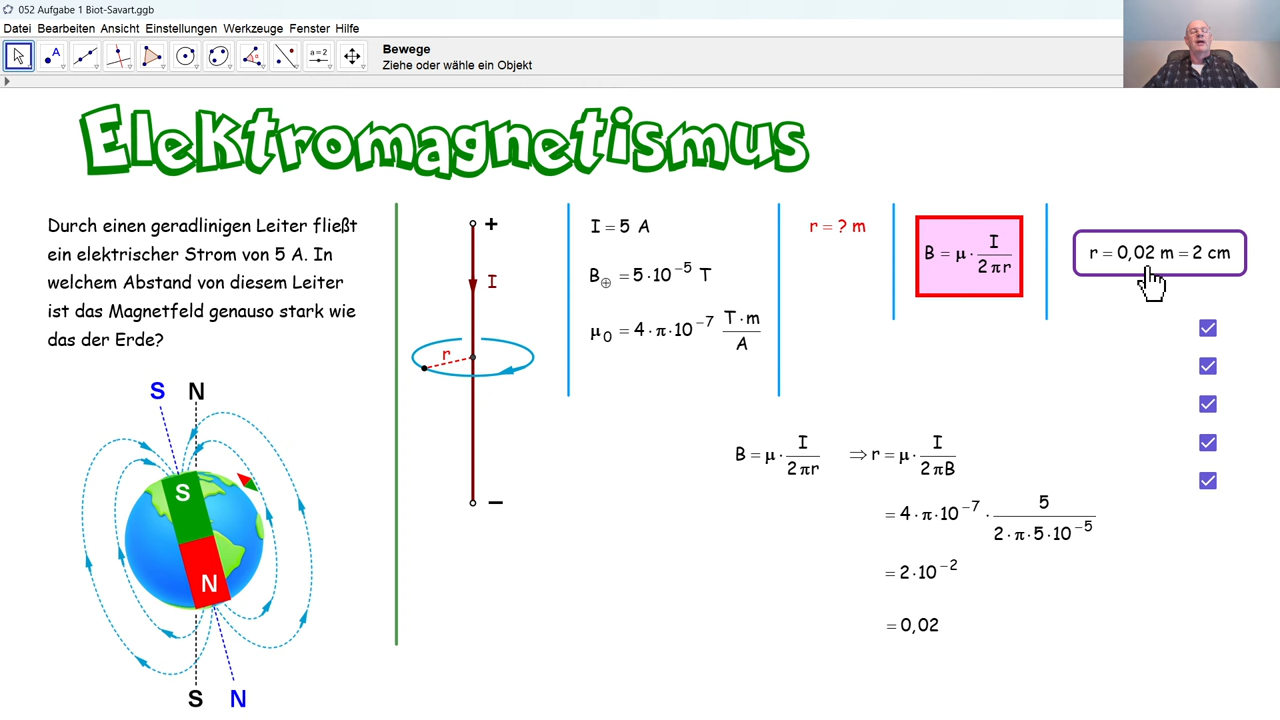 052 Aufgabe 1 Biot-Savart.ggb
Datei Bearbeiten Ansicht Einstellungen Werkzeuge Fenster Hilfe
A
a=2
Bewege
Ziehe oder wähle ein Objekt
Elektromagnetismus
Durch einen geradlinigen Leiter fließt
ein elektrischer Strom von 5 A. In
welchem Abstand von diesem Leiter
ist das Magnetfeld genauso stark wie
das der Erde?
S N
S
N
S N
+
I
r
−
I = 5 A
B⊕ = 5·10⁻⁵ T
μ₀ = 4·π·10⁻⁷ T·m/A
r = ? m
B = μ · I/(2πr)
r = 0,02 m = 2 cm
B = μ · I/(2πr) ⇒ r = μ · I/(2πB)
= 4·π·10⁻⁷ · 5/(2·π·5·10⁻⁵)
= 2·10⁻²
= 0,02